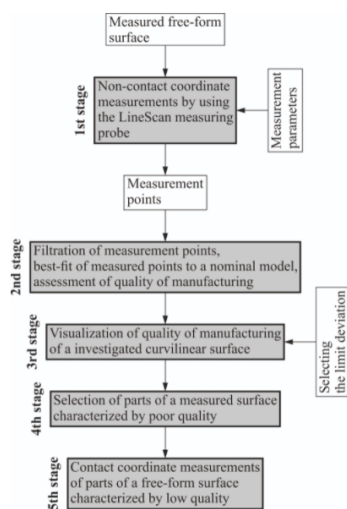 Measured free-form
surface
1st stage
Non-contact coordinate
measurements by using
the LineScan measuring
probe
Measurement
parameters
Measurement
points
2nd stage
Filtration of measurement points,
best-fit of measured points to a nominal model,
assessment of quality of manufacturing
3rd stage
Visualization of quality of manufacturing
of a investigated curvilinear surface
Selecting
the limit deviation
4th stage
Selection of parts of a measured surface
characterized by poor quality
5th stage
Contact coordinate measurements
of parts of a free-form surface
characterized by low quality